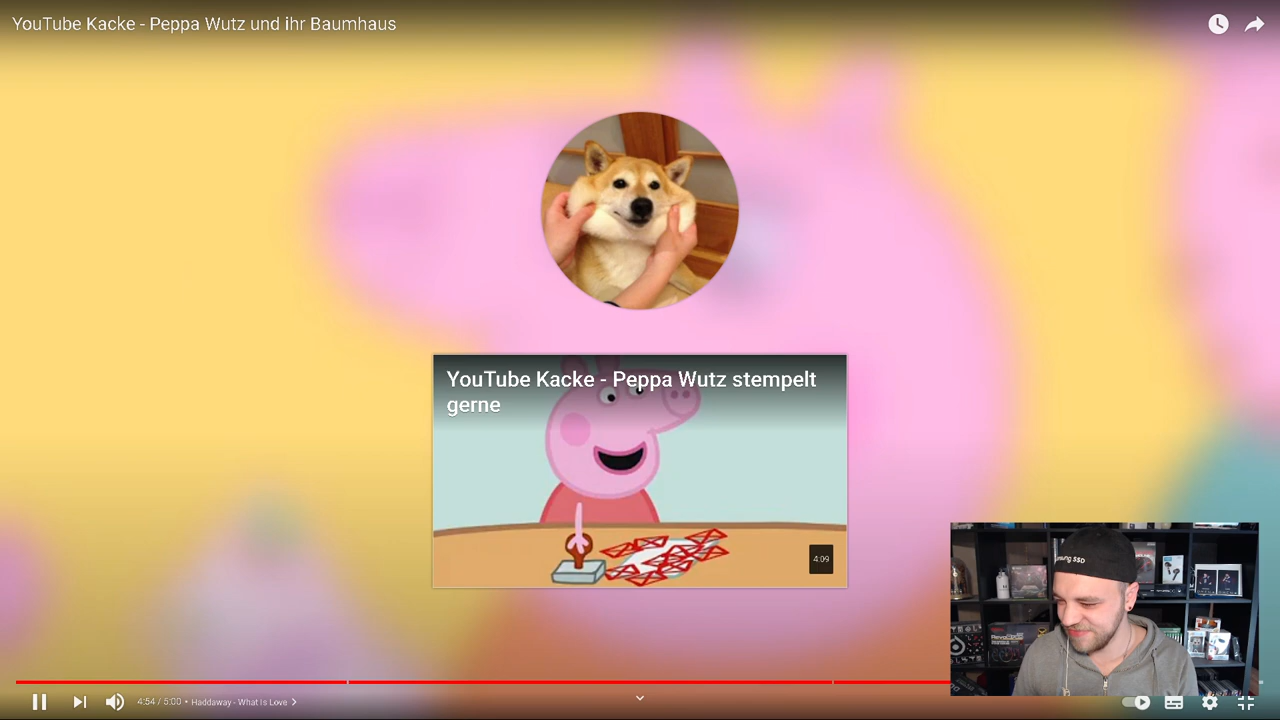 YouTube Kacke - Peppa Wutz und ihr Baumhaus
YouTube Kacke - Peppa Wutz stempelt
gerne
4:09
4:54 / 5:00 • Haddaway - What Is Love